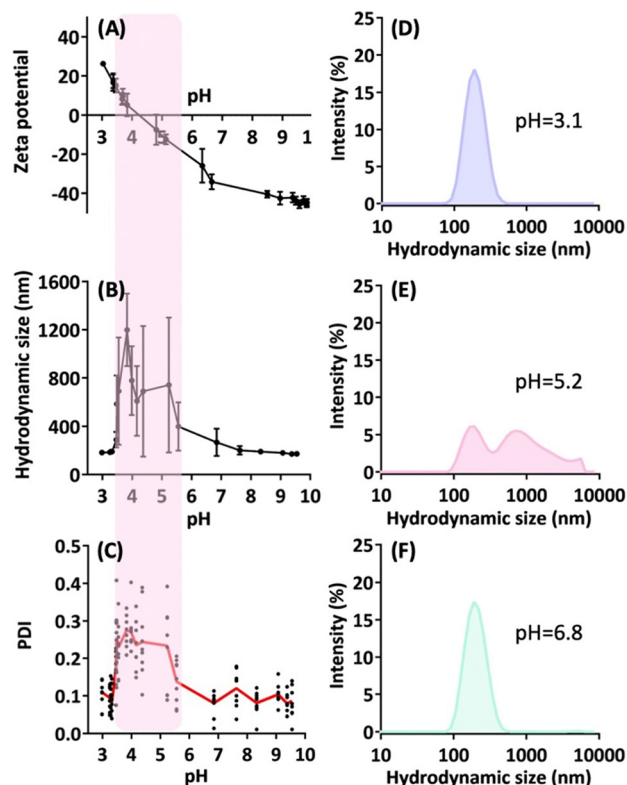 (A)
Zeta potential
40
20
0
-20
-40
pH
3 4 5 6 7 8 9 1
(B)
Hydrodynamic size (nm)
1600
1200
800
400
0
3 4 5 6 7 8 9 10
pH
(C)
PDI
0.5
0.4
0.3
0.2
0.1
0.0
3 4 5 6 7 8 9 10
pH
(D)
Intensity (%)
25
20
15
10
5
0
pH=3.1
10 100 1000 10000
Hydrodynamic size (nm)
(E)
Intensity (%)
25
20
15
10
5
0
pH=5.2
10 100 1000 10000
Hydrodynamic size (nm)
(F)
Intensity (%)
25
20
15
10
5
0
pH=6.8
10 100 1000 10000
Hydrodynamic size (nm)